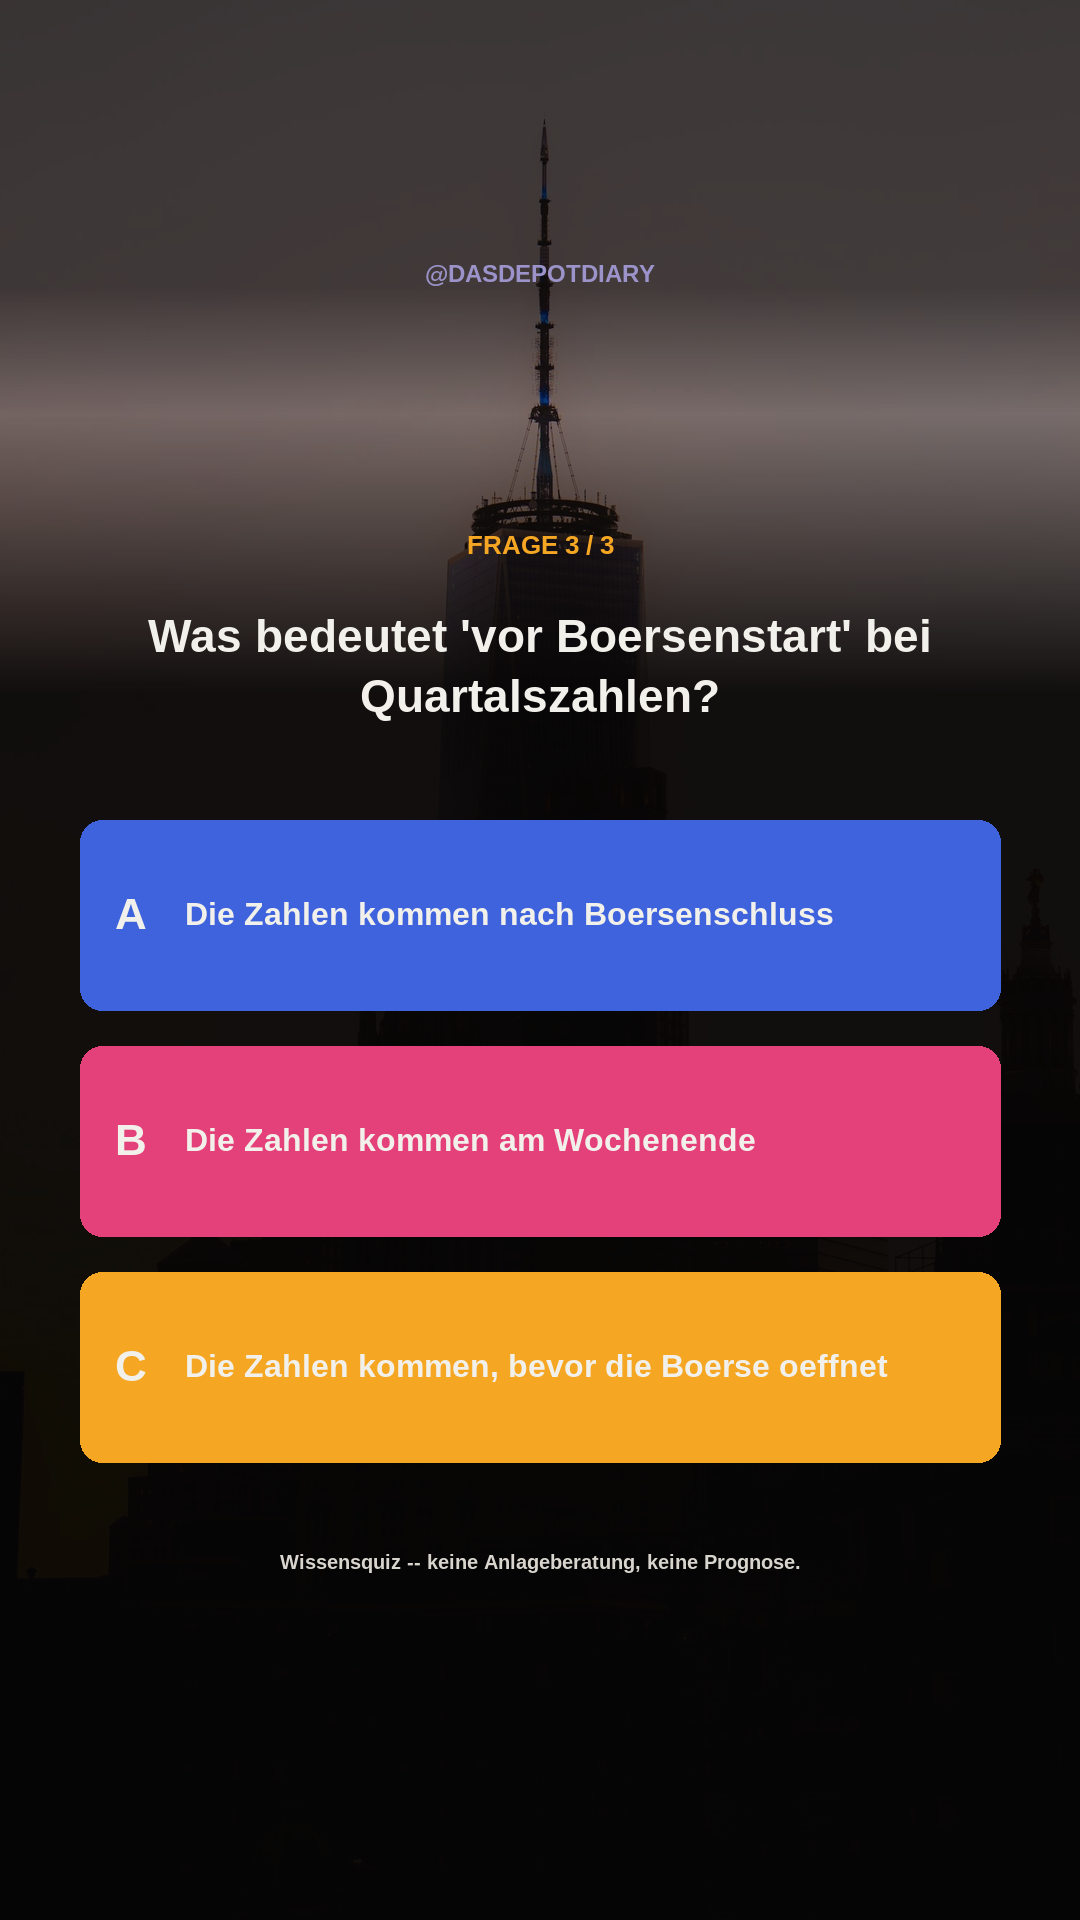 @DASDEPOTDIARY
FRAGE 3 / 3
Was bedeutet 'vor Boersenstart' bei
Quartalszahlen?
A Die Zahlen kommen nach Boersenschluss
B Die Zahlen kommen am Wochenende
C Die Zahlen kommen, bevor die Boerse oeffnet
Wissensquiz -- keine Anlageberatung, keine Prognose.